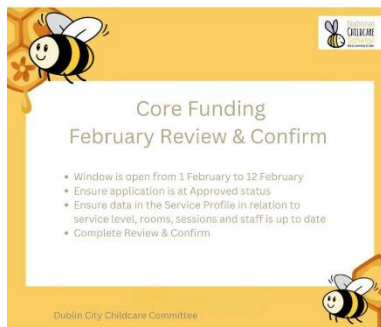 National
CHILDCARE
Scheme
Core Funding
February Review & Confirm
Window is open from 1 February to 12 February
Ensure application is at Approved status
Ensure data in the Service Profile in relation to
service level, rooms, sessions and staff is up to date
Complete Review & Confirm
Dublin City Childcare Committee